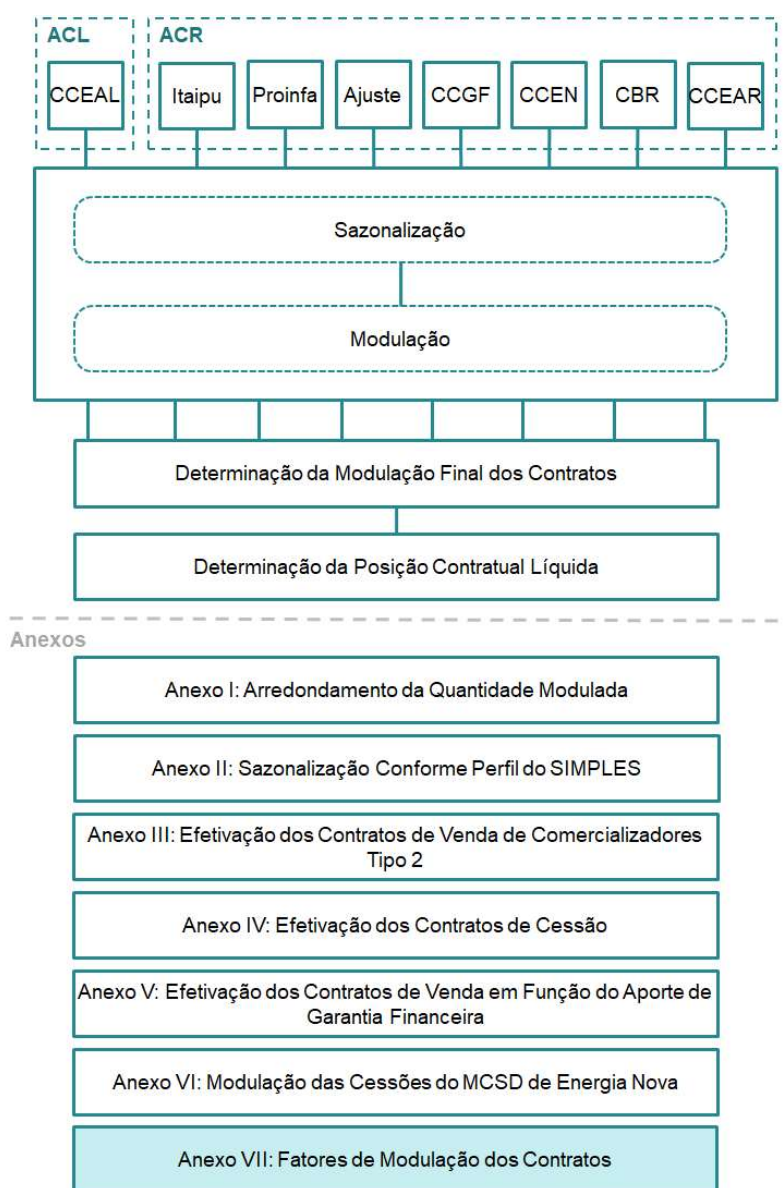 ACL
ACR
CCEAL
Itaipu
Proinfa
Ajuste
CCGF
CCEN
CBR
CCEAR
Sazonalização
Modulação
Determinação da Modulação Final dos Contratos
Determinação da Posição Contratual Líquida
Anexos
Anexo I: Arredondamento da Quantidade Modulada
Anexo II: Sazonalização Conforme Perfil do SIMPLES
Anexo III: Efetivação dos Contratos de Venda de Comercializadores
Tipo 2
Anexo IV: Efetivação dos Contratos de Cessão
Anexo V: Efetivação dos Contratos de Venda em Função do Aporte de
Garantia Financeira
Anexo VI: Modulação das Cessões do MCSD de Energia Nova
Anexo VII: Fatores de Modulação dos Contratos